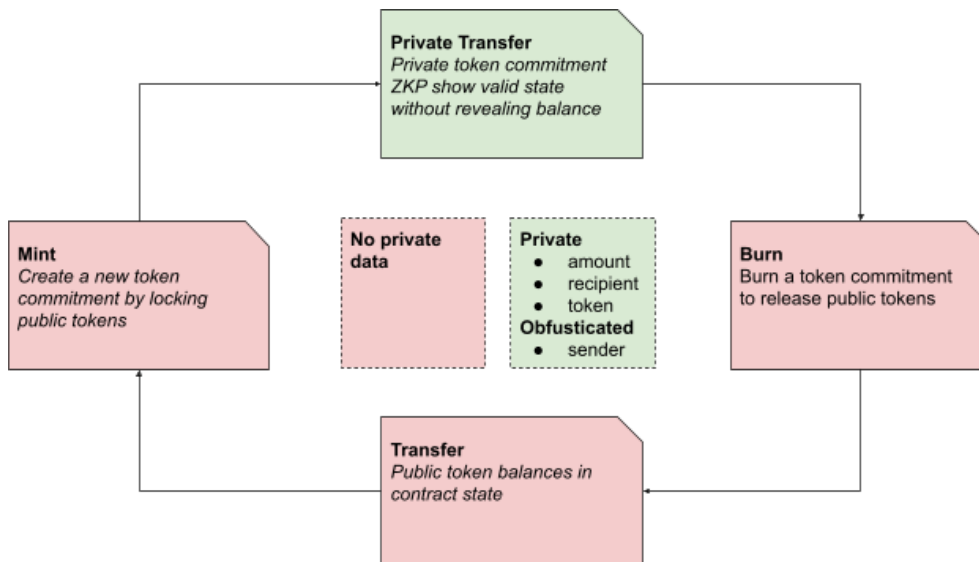 Private Transfer
Private token commitment
ZKP show valid state
without revealing balance
Mint
Create a new token
commitment by locking
public tokens
No private
data
Private
● amount
● recipient
● token
Obfusticated
● sender
Burn
Burn a token commitment
to release public tokens
Transfer
Public token balances in
contract state